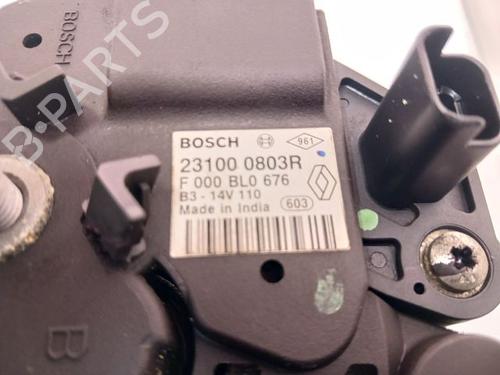 BOSCH
B-PARTS
BOSCH 961
23100 0803R
F 000 BL0 676
B3 - 14V 110
Made in India 603
B